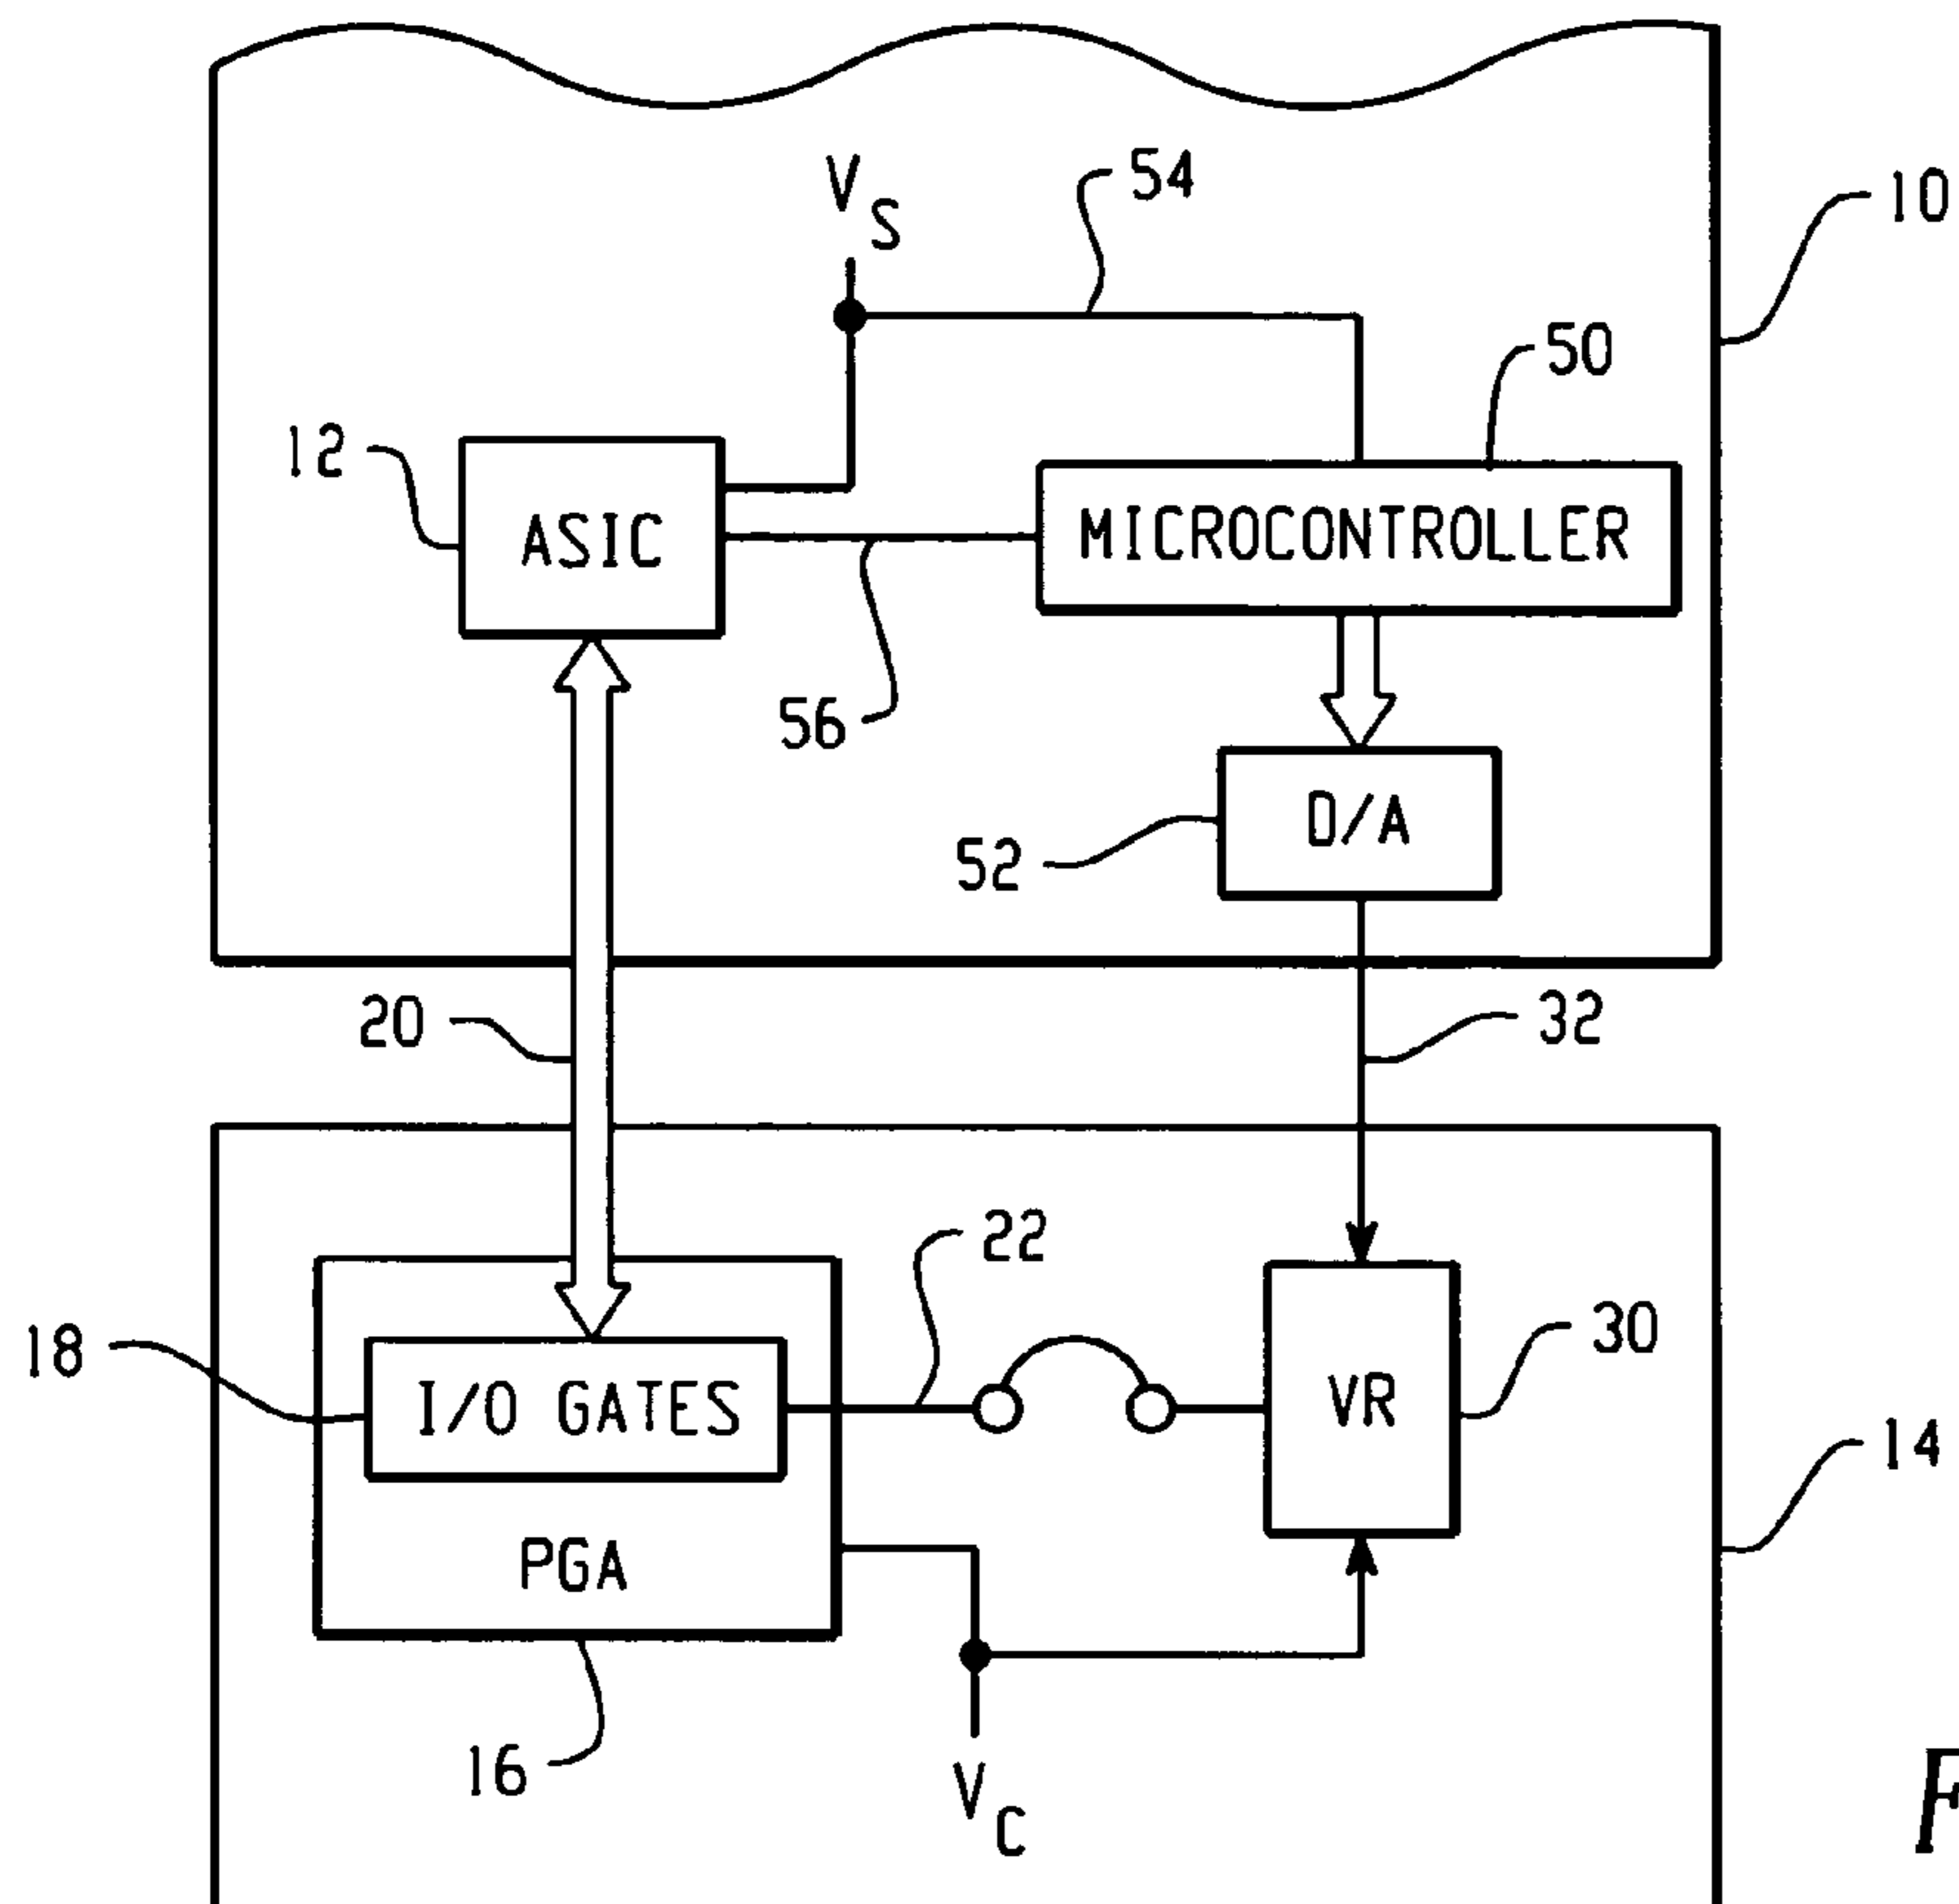 V
S
54
10
50
12
ASIC
MICROCONTROLLER
56
D/A
52
20
32
22
18
I/O GATES
VR
30
14
PGA
16
V
C
F